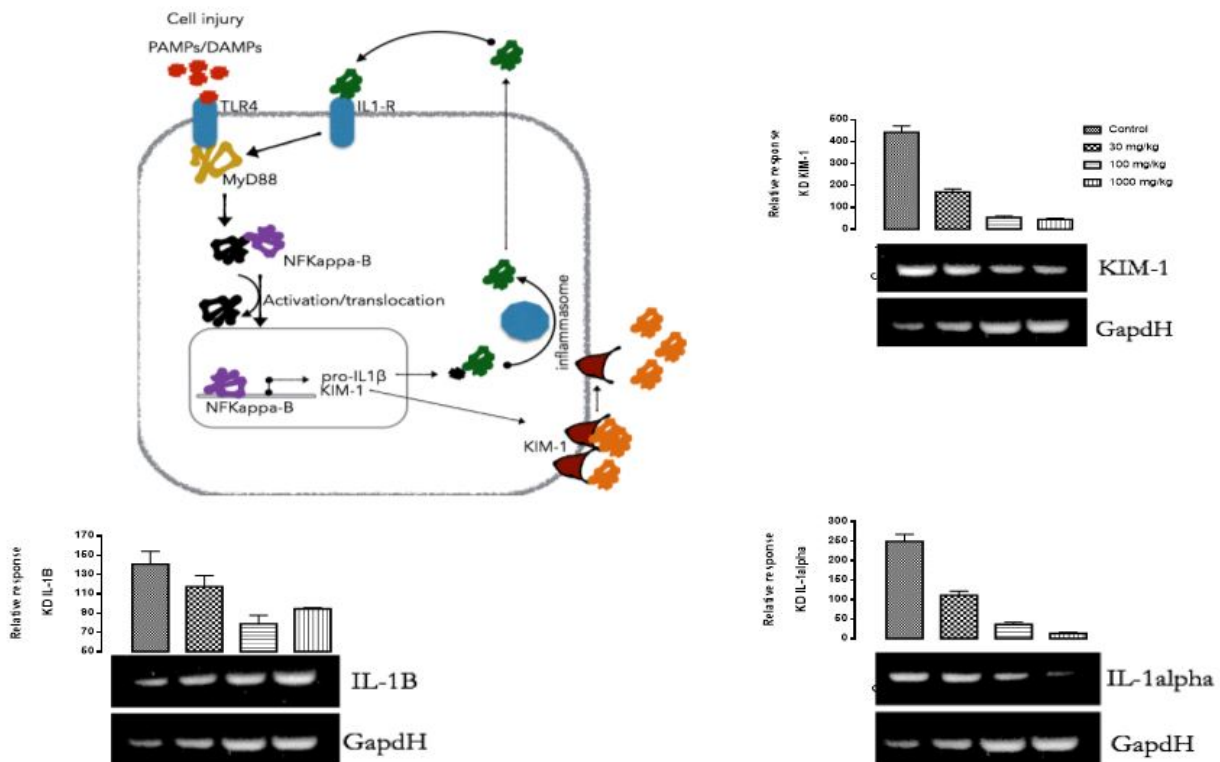 Cell injury
PAMPs/DAMPs
TLR4
IL1-R
MyD88
NFKappa-B
Activation/translocation
inflammasome
pro-IL1β
KIM-1
NFKappa-B
KIM-1
Relative response
KD KIM-1
600
400
200
100
0
Control
30 mg/kg
100 mg/kg
1000 mg/kg
KIM-1
GapdH
Relative response
KD IL-1B
170
150
130
110
90
70
60
IL-1B
GapdH
Relative response
KD IL-1alpha
300
250
200
150
100
50
0
IL-1alpha
GapdH